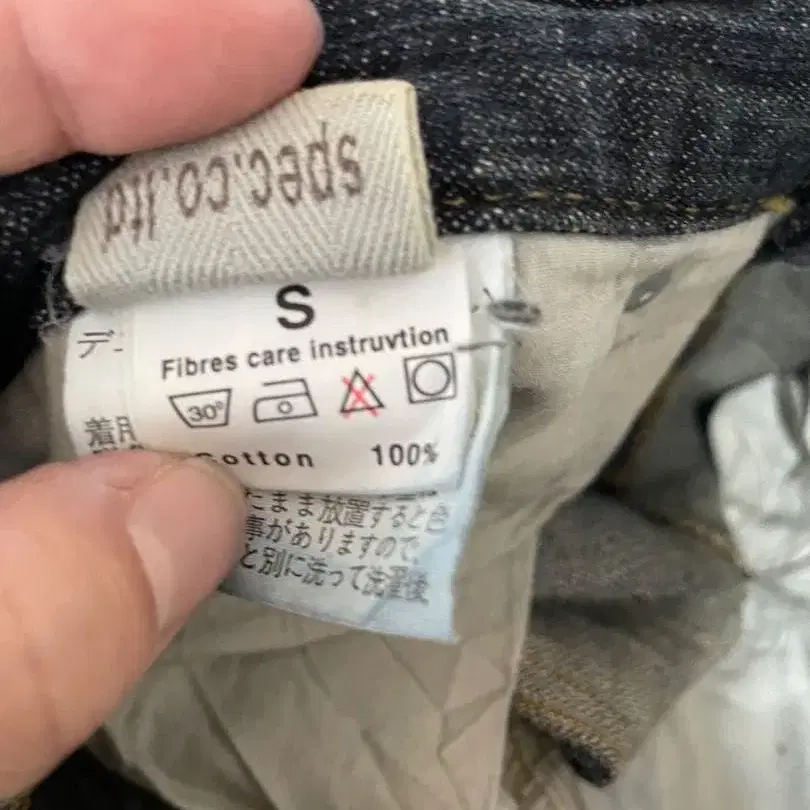 spec.co.ltd
S
Fibres care instruvtion
30°
Cotton 100%
デ
着用
たまま放置すると色
事がありますので、
と別に洗って洗濯後